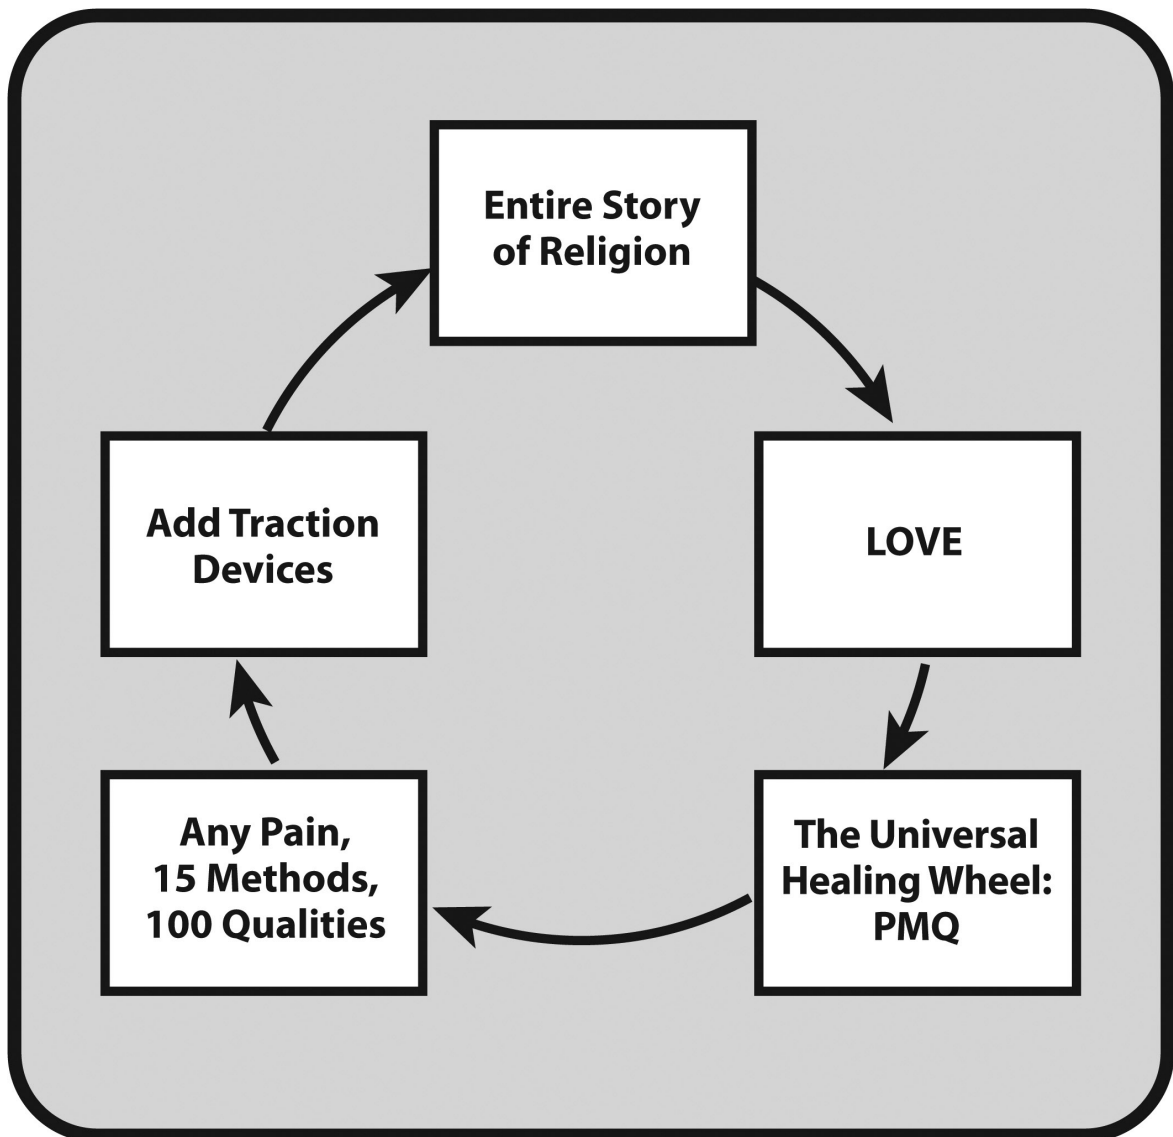 Entire Story
of Religion
LOVE
The Universal
Healing Wheel:
PMQ
Any Pain,
15 Methods,
100 Qualities
Add Traction
Devices